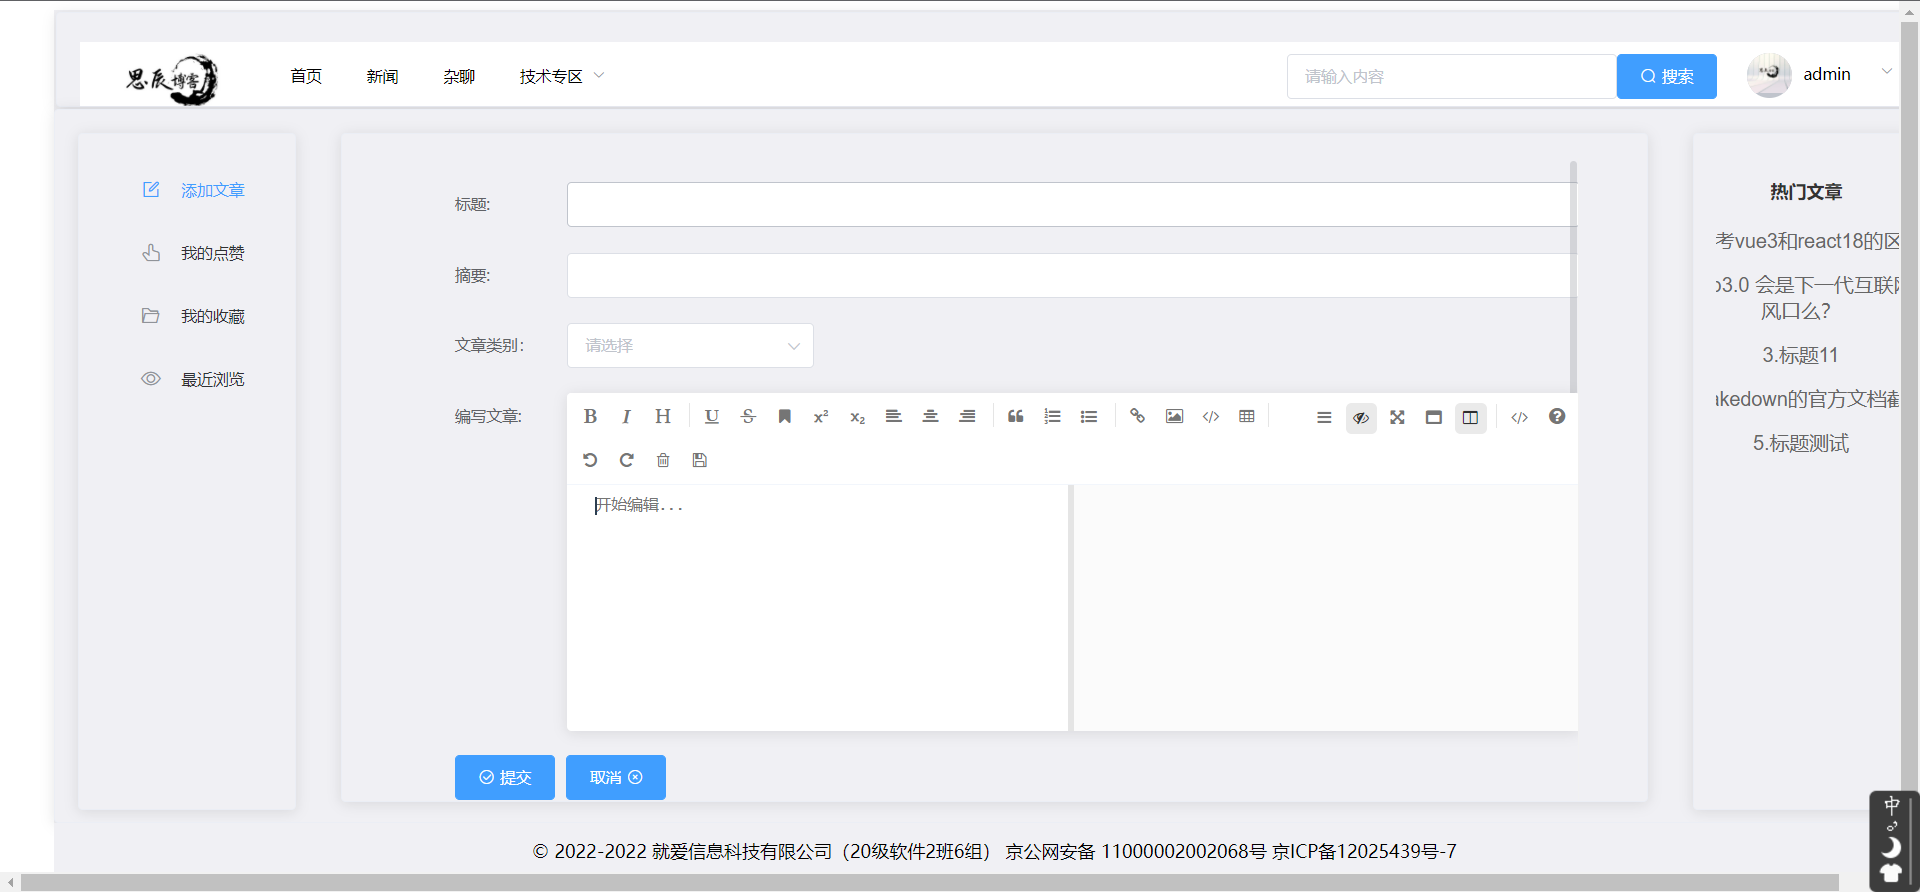 思辰博客
首页 新闻 杂聊 技术专区
请输入内容 搜索 admin
添加文章
我的点赞
我的收藏
最近浏览
标题:
摘要:
文章类别: 请选择
编写文章: B I H U S x² x₂
开始编辑...
提交 取消
热门文章
考vue3和react18的区
3.0 会是下一代互联网
风口么?
3.标题11
kedown的官方文档截
5.标题测试
© 2022-2022 就爱信息科技有限公司（20级软件2班6组） 京公网安备 11000002002068号 京ICP备12025439号-7
中